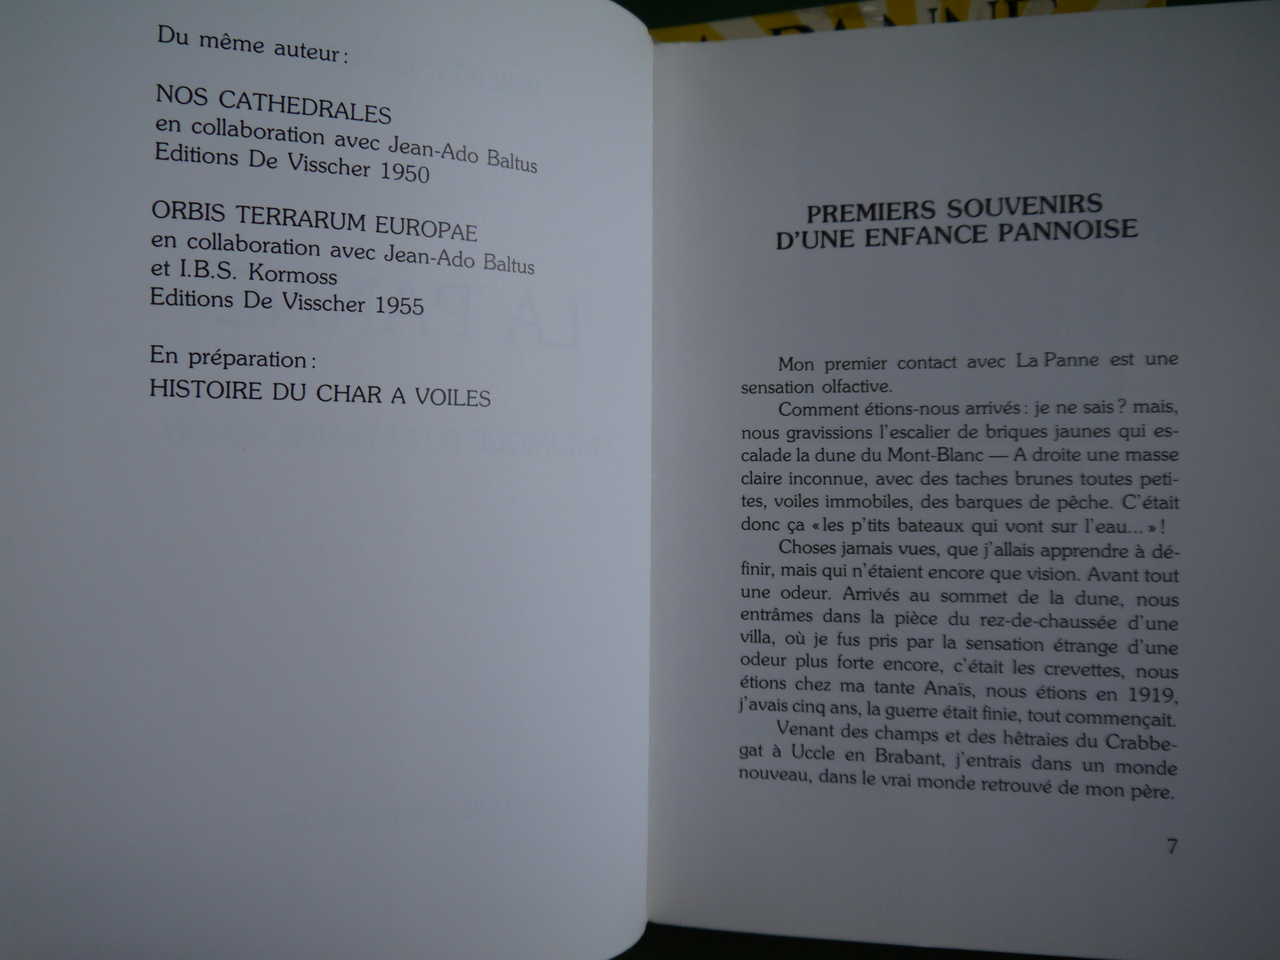 Du même auteur :
NOS CATHEDRALES
en collaboration avec Jean-Ado Baltus
Editions De Visscher 1950
ORBIS TERRARUM EUROPAE
en collaboration avec Jean-Ado Baltus
et I.B.S. Kormoss
Editions De Visscher 1955
En préparation :
HISTOIRE DU CHAR A VOILES
PREMIERS SOUVENIRS
D'UNE ENFANCE PANNOISE
Mon premier contact avec La Panne est une
sensation olfactive.
Comment étions-nous arrivés : je ne sais ? mais,
nous gravissions l'escalier de briques jaunes qui es-
calade la dune du Mont-Blanc — A droite une masse
claire inconnue, avec des taches brunes toutes peti-
tes, voiles immobiles, des barques de pêche. C'était
donc ça « les p'tits bateaux qui vont sur l'eau... » !
Choses jamais vues, que j'allais apprendre à dé-
finir, mais qui n'étaient encore que vision. Avant tout
une odeur. Arrivés au sommet de la dune, nous
entrâmes dans la pièce du rez-de-chaussée d'une
villa, où je fus pris par la sensation étrange d'une
odeur plus forte encore, c'était les crevettes, nous
étions chez ma tante Anaïs, nous étions en 1919,
j'avais cinq ans, la guerre était finie, tout commençait.
Venant des champs et des hêtraies du Crabbe-
gat à Uccle en Brabant, j'entrais dans un monde
nouveau, dans le vrai monde retrouvé de mon père.
7